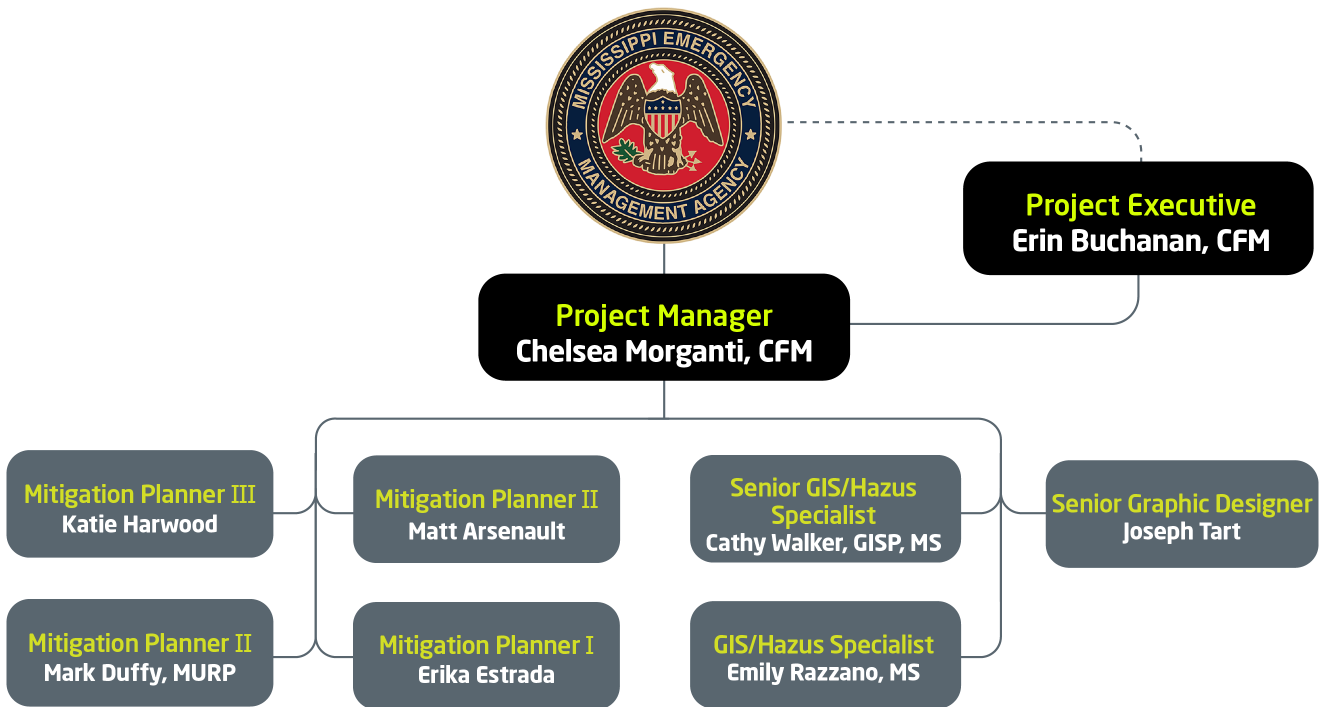 MISSISSIPPI EMERGENCY
MANAGEMENT AGENCY
Project Executive
Erin Buchanan, CFM
Project Manager
Chelsea Morganti, CFM
Mitigation Planner III
Katie Harwood
Mitigation Planner II
Matt Arsenault
Senior GIS/Hazus
Specialist
Cathy Walker, GISP, MS
Senior Graphic Designer
Joseph Tart
Mitigation Planner II
Mark Duffy, MURP
Mitigation Planner I
Erika Estrada
GIS/Hazus Specialist
Emily Razzano, MS